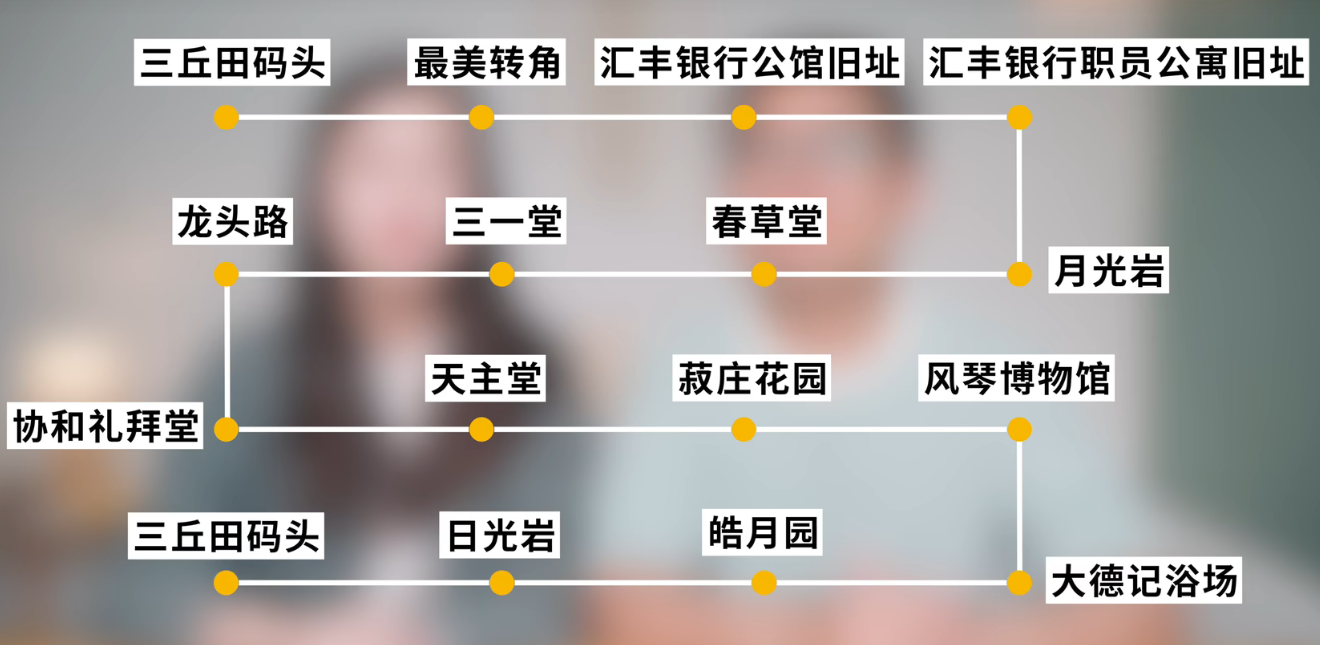 三丘田码头
最美转角
汇丰银行公馆旧址
汇丰银行职员公寓旧址
龙头路
三一堂
春草堂
月光岩
天主堂
菽庄花园
风琴博物馆
协和礼拜堂
三丘田码头
日光岩
皓月园
大德记浴场